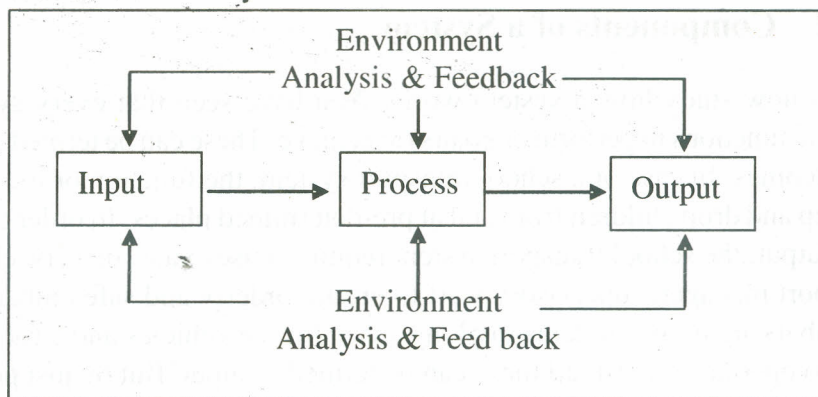 Environment
Analysis & Feedback
Input
Process
Output
Environment
Analysis & Feed back